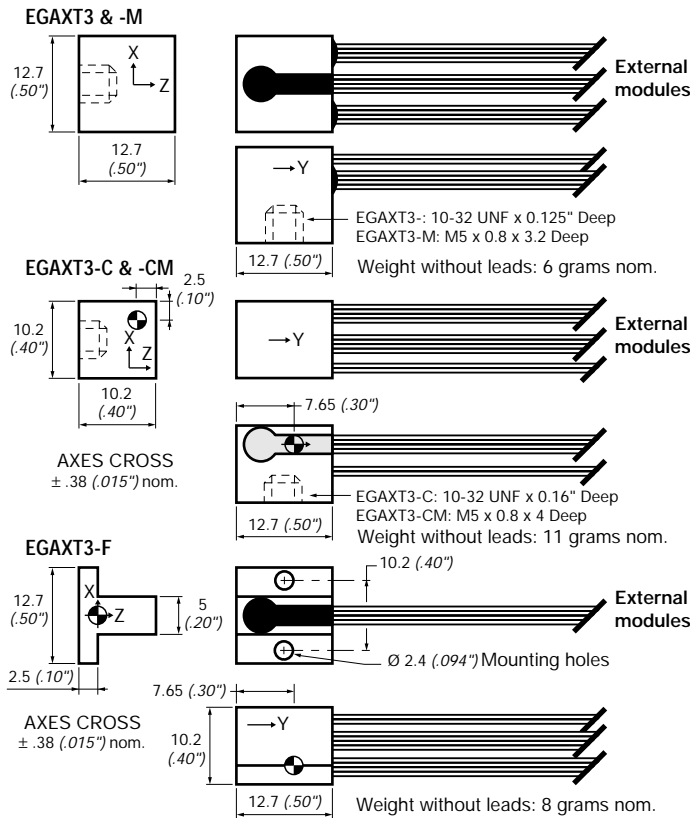 EGAXT3 & -M
12.7
(.50")
X
Z
12.7
(.50")
External
modules
Y
EGAXT3-: 10-32 UNF x 0.125" Deep
EGAXT3-M: M5 x 0.8 x 3.2 Deep
12.7 (.50")
Weight without leads: 6 grams nom.
EGAXT3-C & -CM
2.5
(.10")
10.2
(.40")
X
Z
10.2
(.40")
Y
External
modules
AXES CROSS
± .38 (.015") nom.
7.65 (.30")
EGAXT3-C: 10-32 UNF x 0.16" Deep
EGAXT3-CM: M5 x 0.8 x 4 Deep
12.7 (.50")
Weight without leads: 11 grams nom.
EGAXT3-F
12.7
(.50")
X
Z
5
(.20")
2.5 (.10")
10.2 (.40")
External
modules
Ø 2.4 (.094") Mounting holes
AXES CROSS
± .38 (.015") nom.
7.65 (.30")
Y
10.2
(.40")
12.7 (.50")
Weight without leads: 8 grams nom.